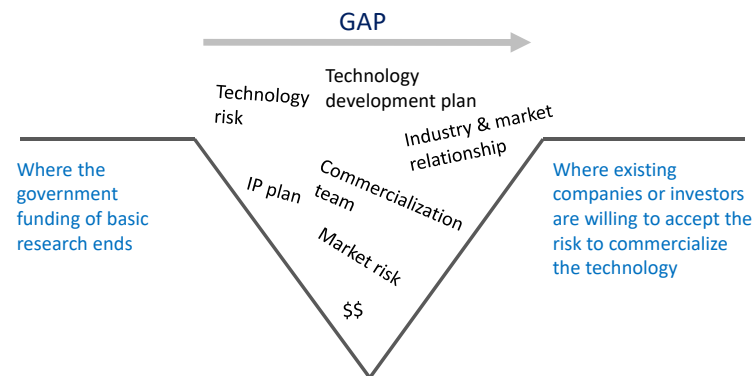 GAP
Technology
risk
Technology
development plan
Industry & market
relationship
Where the
government
funding of basic
research ends
IP plan
Commercialization
team
Market risk
$$
Where existing
companies or investors
are willing to accept the
risk to commercialize
the technology